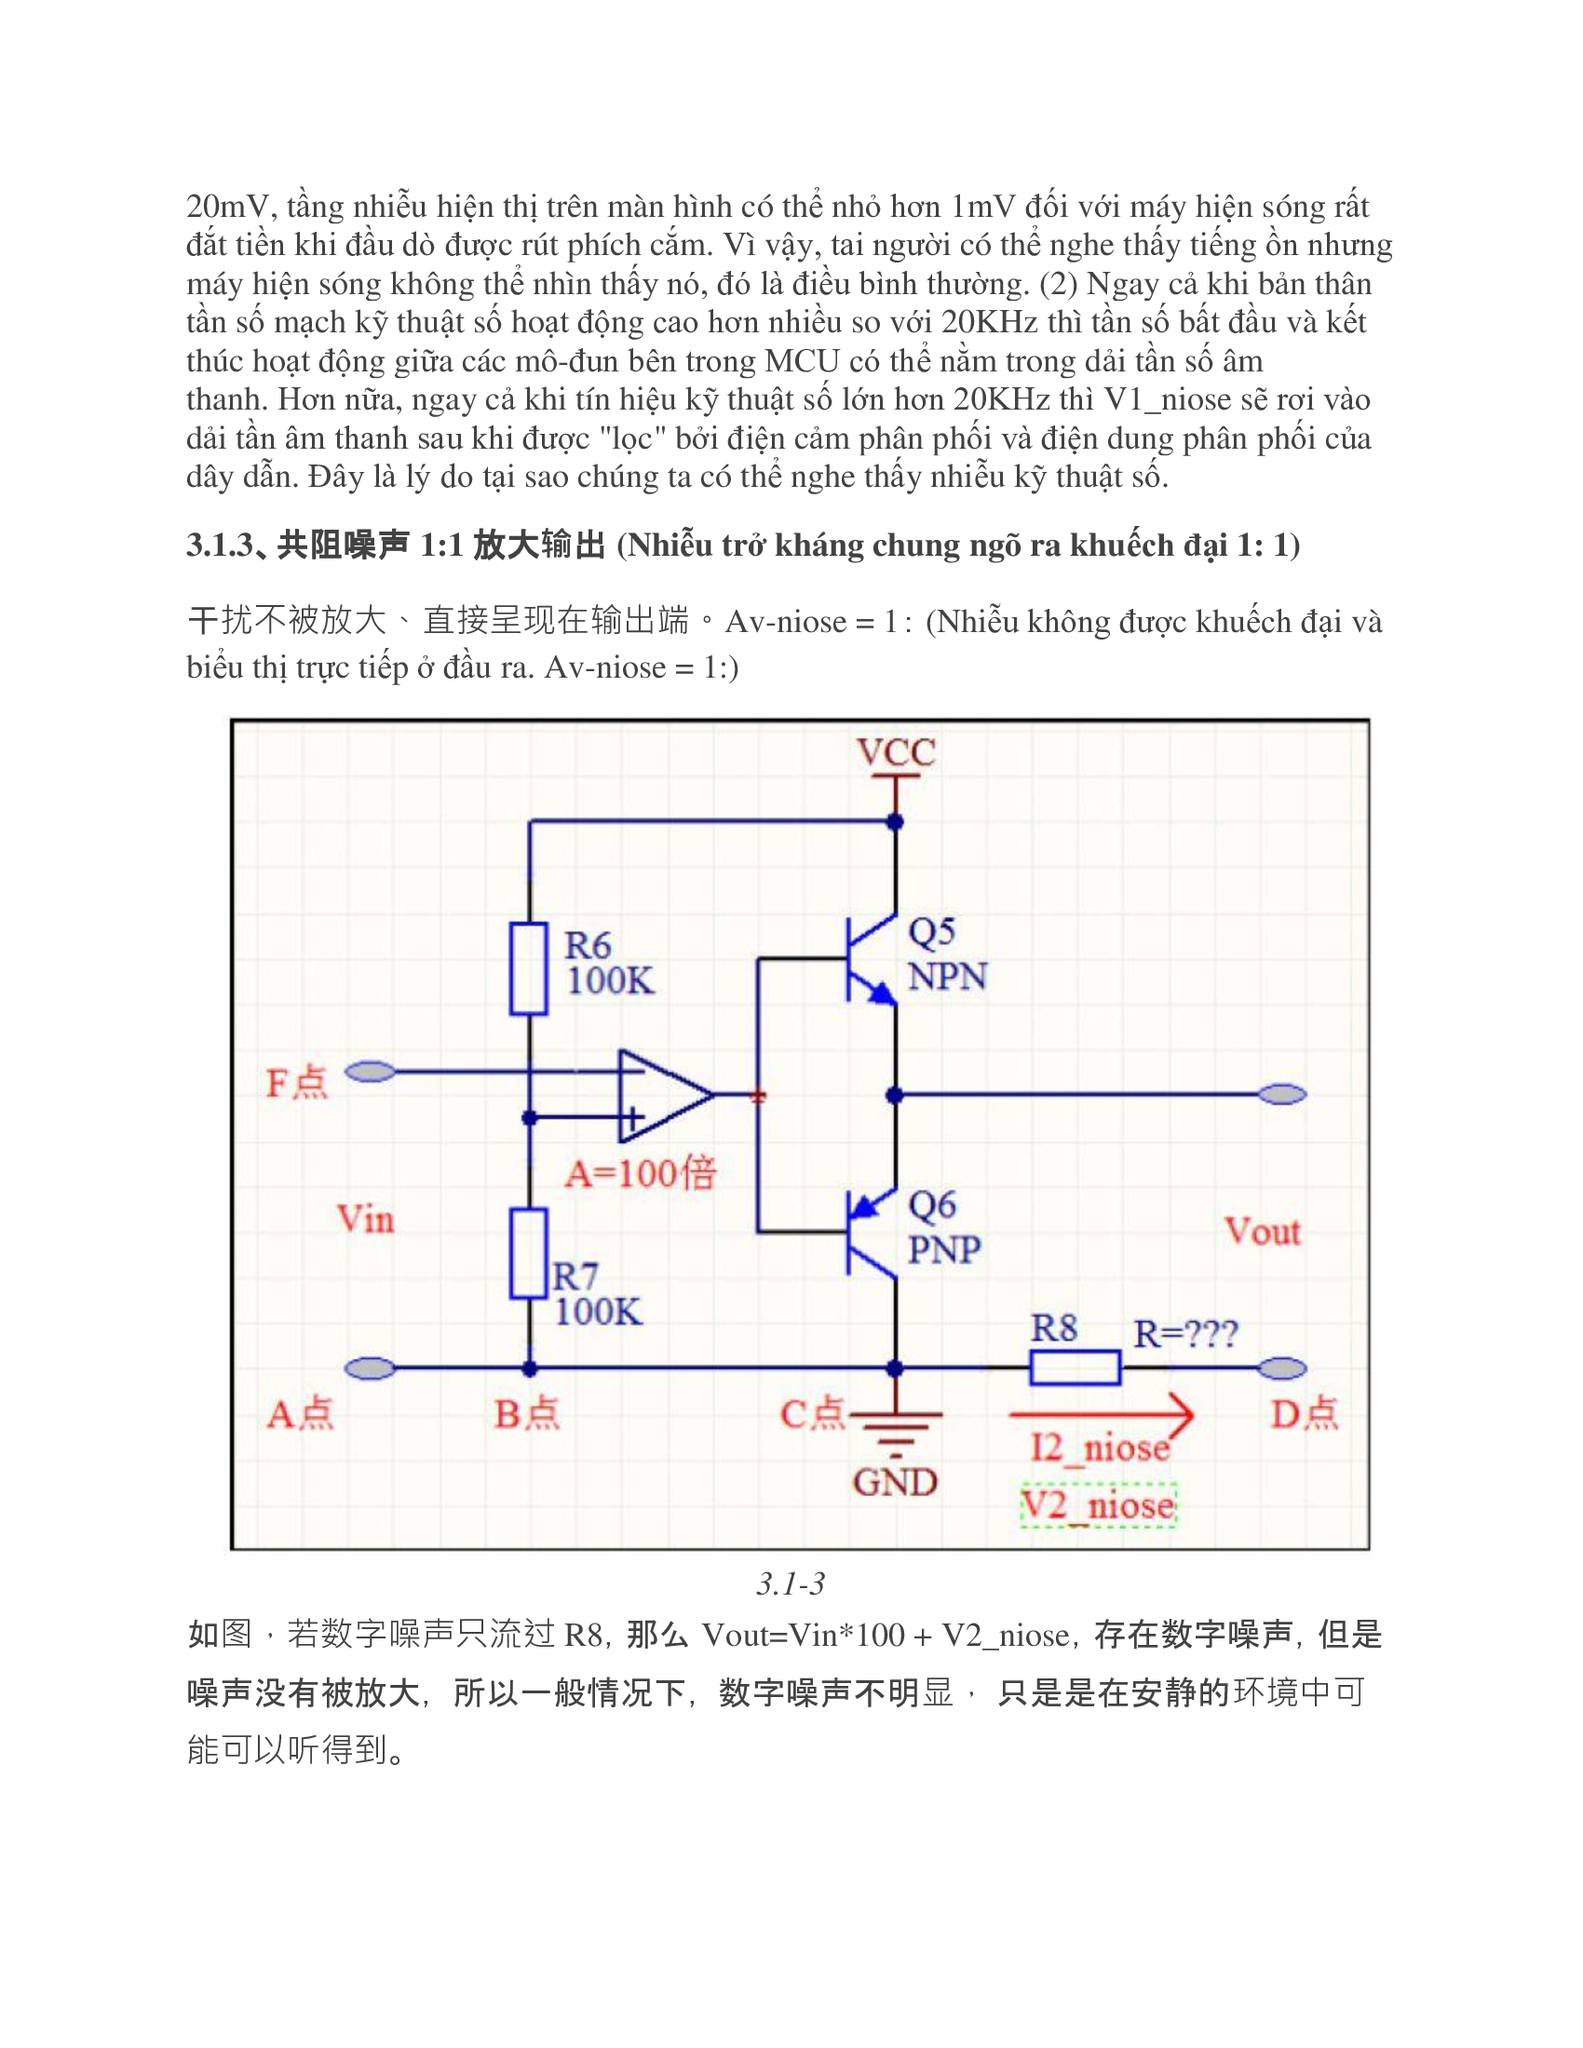 20mV, tầng nhiễu hiện thị trên màn hình có thể nhỏ hơn 1mV đối với máy hiện sóng rất
đắt tiền khi đầu dò được rút phích cắm. Vì vậy, tai người có thể nghe thấy tiếng ồn nhưng
máy hiện sóng không thể nhìn thấy nó, đó là điều bình thường. (2) Ngay cả khi bản thân
tần số mạch kỹ thuật số hoạt động cao hơn nhiều so với 20KHz thì tần số bắt đầu và kết
thúc hoạt động giữa các mô-đun bên trong MCU có thể nằm trong dải tần số âm
thanh. Hơn nữa, ngay cả khi tín hiệu kỹ thuật số lớn hơn 20KHz thì V1_niose sẽ rơi vào
dải tần âm thanh sau khi được "lọc" bởi điện cảm phân phối và điện dung phân phối của
dây dẫn. Đây là lý do tại sao chúng ta có thể nghe thấy nhiễu kỹ thuật số.
3.1.3、共阻噪声 1:1 放大输出 (Nhiễu trở kháng chung ngõ ra khuếch đại 1: 1)
干扰不被放大、直接呈现在输出端。Av-niose = 1：(Nhiễu không được khuếch đại và
biểu thị trực tiếp ở đầu ra. Av-niose = 1:)
VCC
Q5
NPN
R6
100K
F点
A=100倍
Vin
Q6
PNP
Vout
R7
100K
R8 R=???
A点 B点 C点 D点
I2_niose
GND
V2_niose
3.1-3
如图，若数字噪声只流过 R8, 那么 Vout=Vin*100 + V2_niose, 存在数字噪声, 但是
噪声没有被放大, 所以一般情况下, 数字噪声不明显， 只是是在安静的环境中可
能可以听得到。